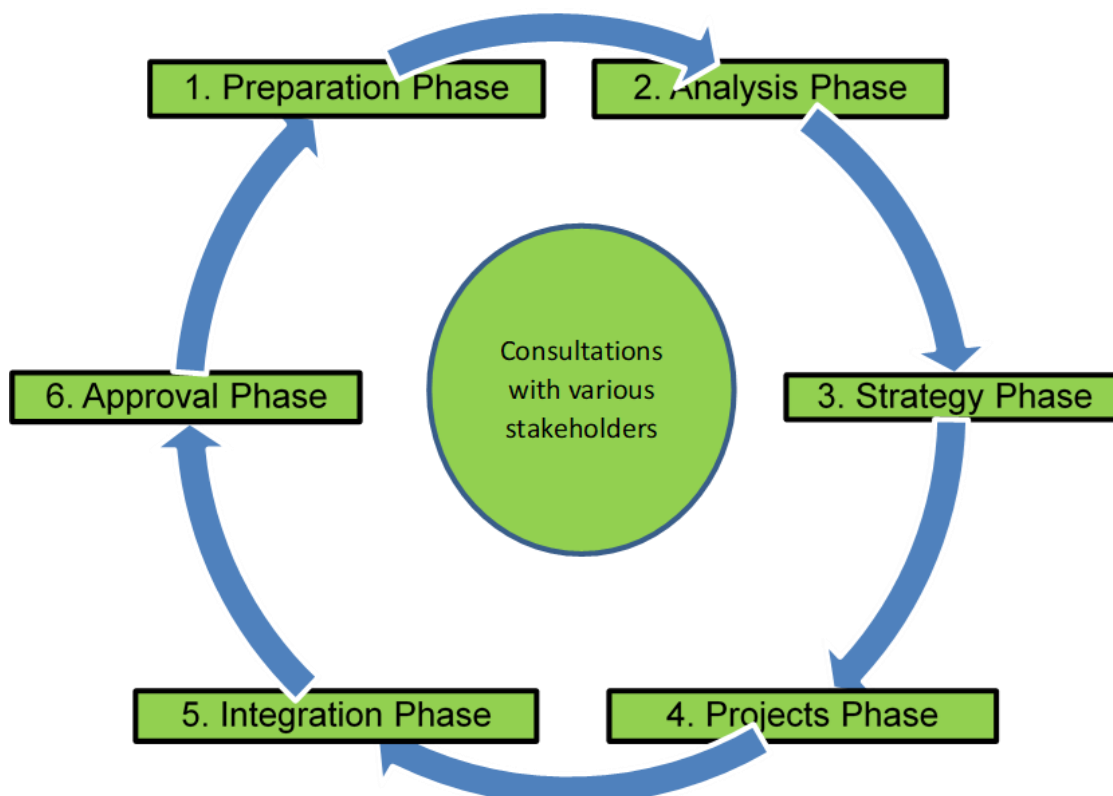 1. Preparation Phase
2. Analysis Phase
3. Strategy Phase
4. Projects Phase
5. Integration Phase
6. Approval Phase
Consultations
with various
stakeholders